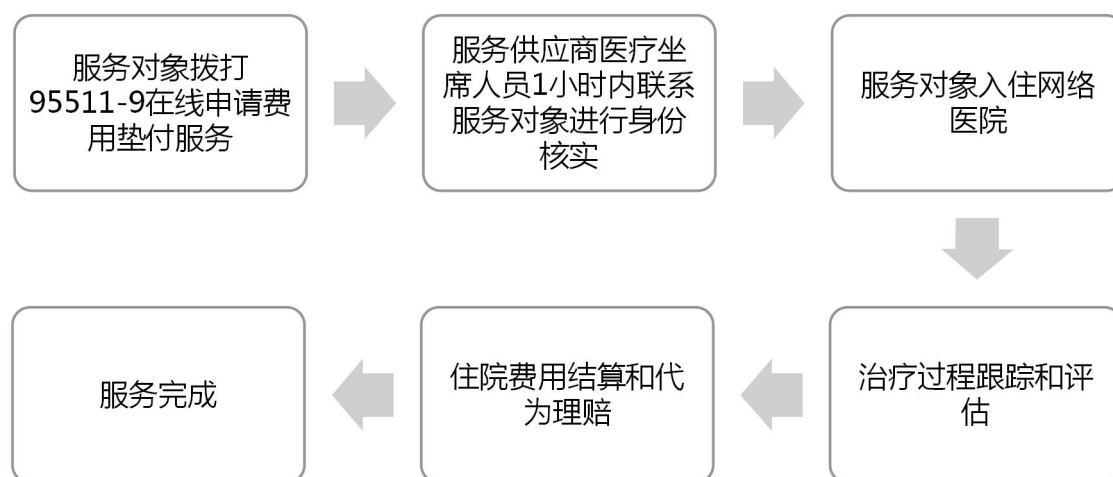 服务对象拨打
95511-9在线申请费
用垫付服务
服务供应商医疗坐
席人员1小时内联系
服务对象进行身份
核实
服务对象入住网络
医院
治疗过程跟踪和评
估
住院费用结算和代
为理赔
服务完成